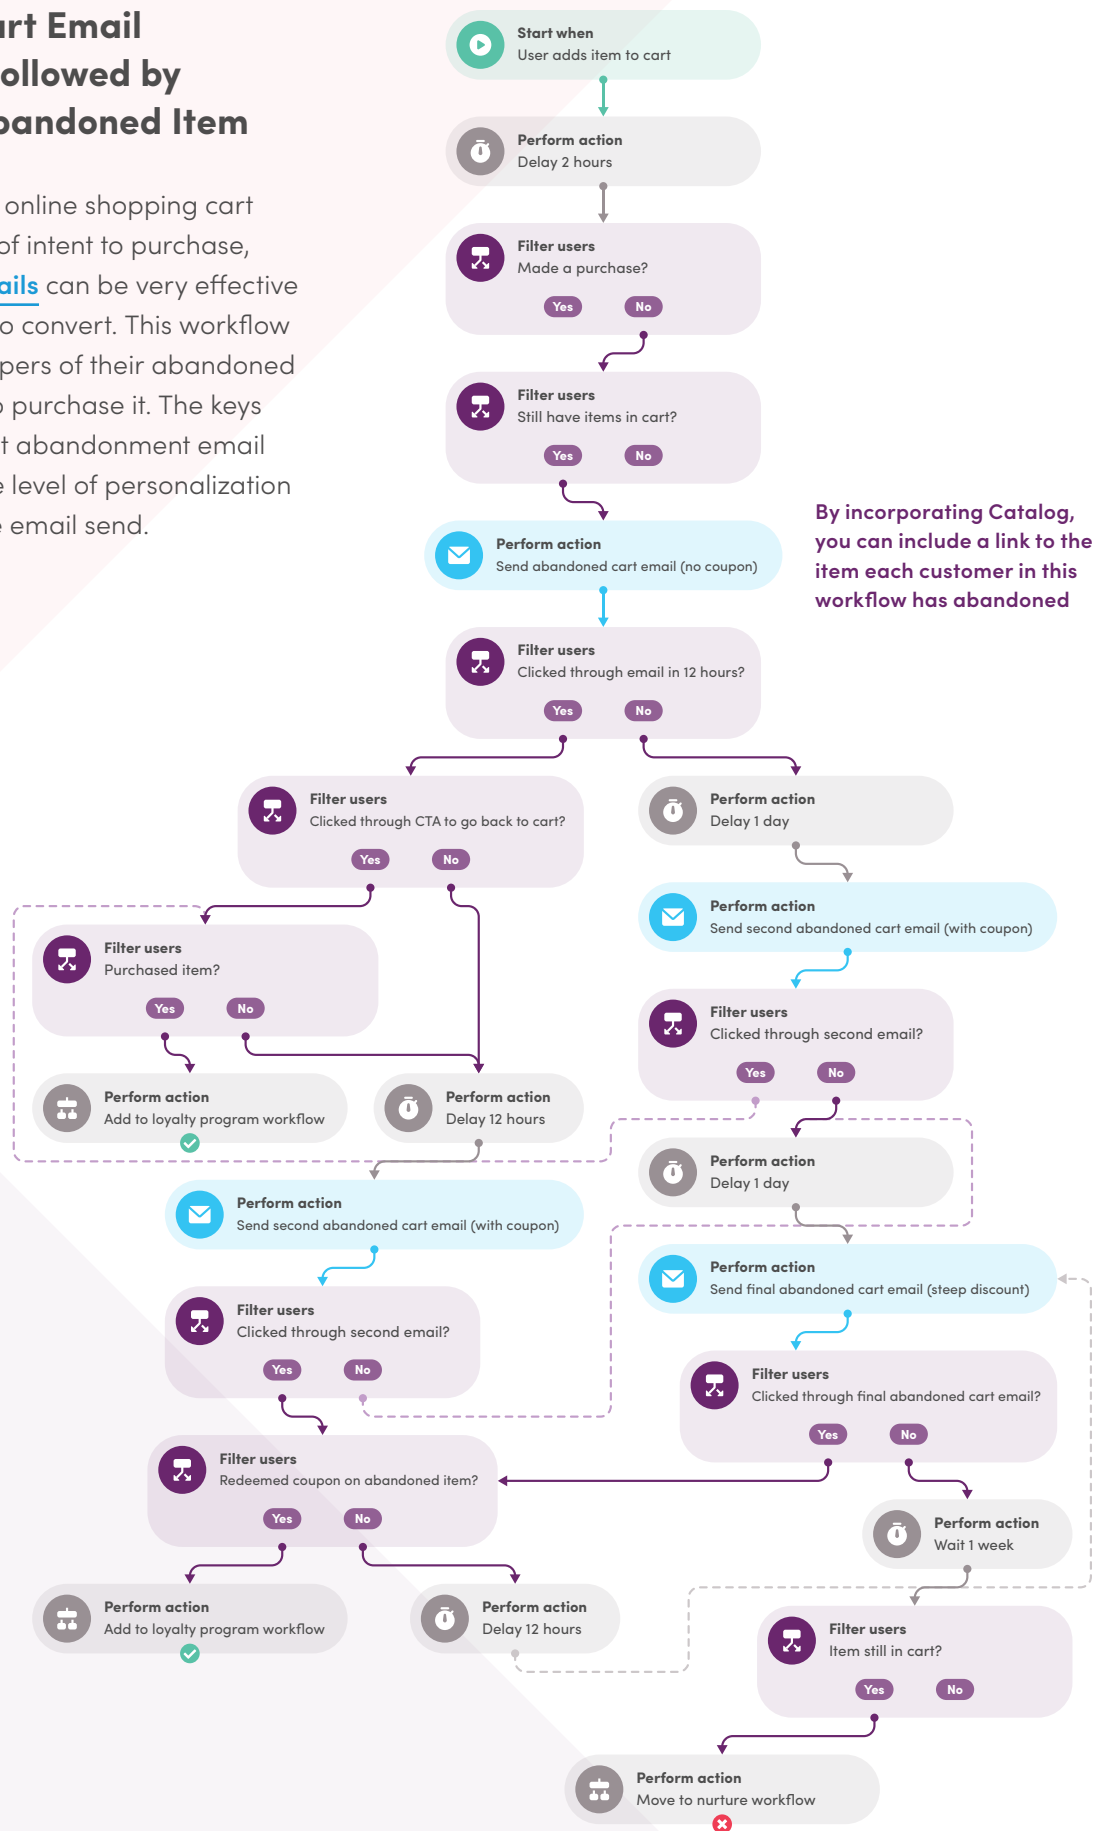 art Email
ollowed by
bandoned Item
online shopping cart
of intent to purchase,
ails can be very effective
o convert. This workflow
pers of their abandoned
o purchase it. The keys
t abandonment email
e level of personalization
e email send.
Start when
User adds item to cart
Perform action
Delay 2 hours
Filter users
Made a purchase?
Yes No
Filter users
Still have items in cart?
Yes No
Perform action
Send abandoned cart email (no coupon)
By incorporating Catalog,
you can include a link to the
item each customer in this
workflow has abandoned
Filter users
Clicked through email in 12 hours?
Yes No
Filter users
Clicked through CTA to go back to cart?
Yes No
Perform action
Delay 1 day
Perform action
Send second abandoned cart email (with coupon)
Filter users
Purchased item?
Yes No
Filter users
Clicked through second email?
Yes No
Perform action
Add to loyalty program workflow
Perform action
Delay 12 hours
Perform action
Delay 1 day
Perform action
Send second abandoned cart email (with coupon)
Perform action
Send final abandoned cart email (steep discount)
Filter users
Clicked through second email?
Yes No
Filter users
Clicked through final abandoned cart email?
Yes No
Filter users
Redeemed coupon on abandoned item?
Yes No
Perform action
Wait 1 week
Perform action
Add to loyalty program workflow
Perform action
Delay 12 hours
Filter users
Item still in cart?
Yes No
Perform action
Move to nurture workflow